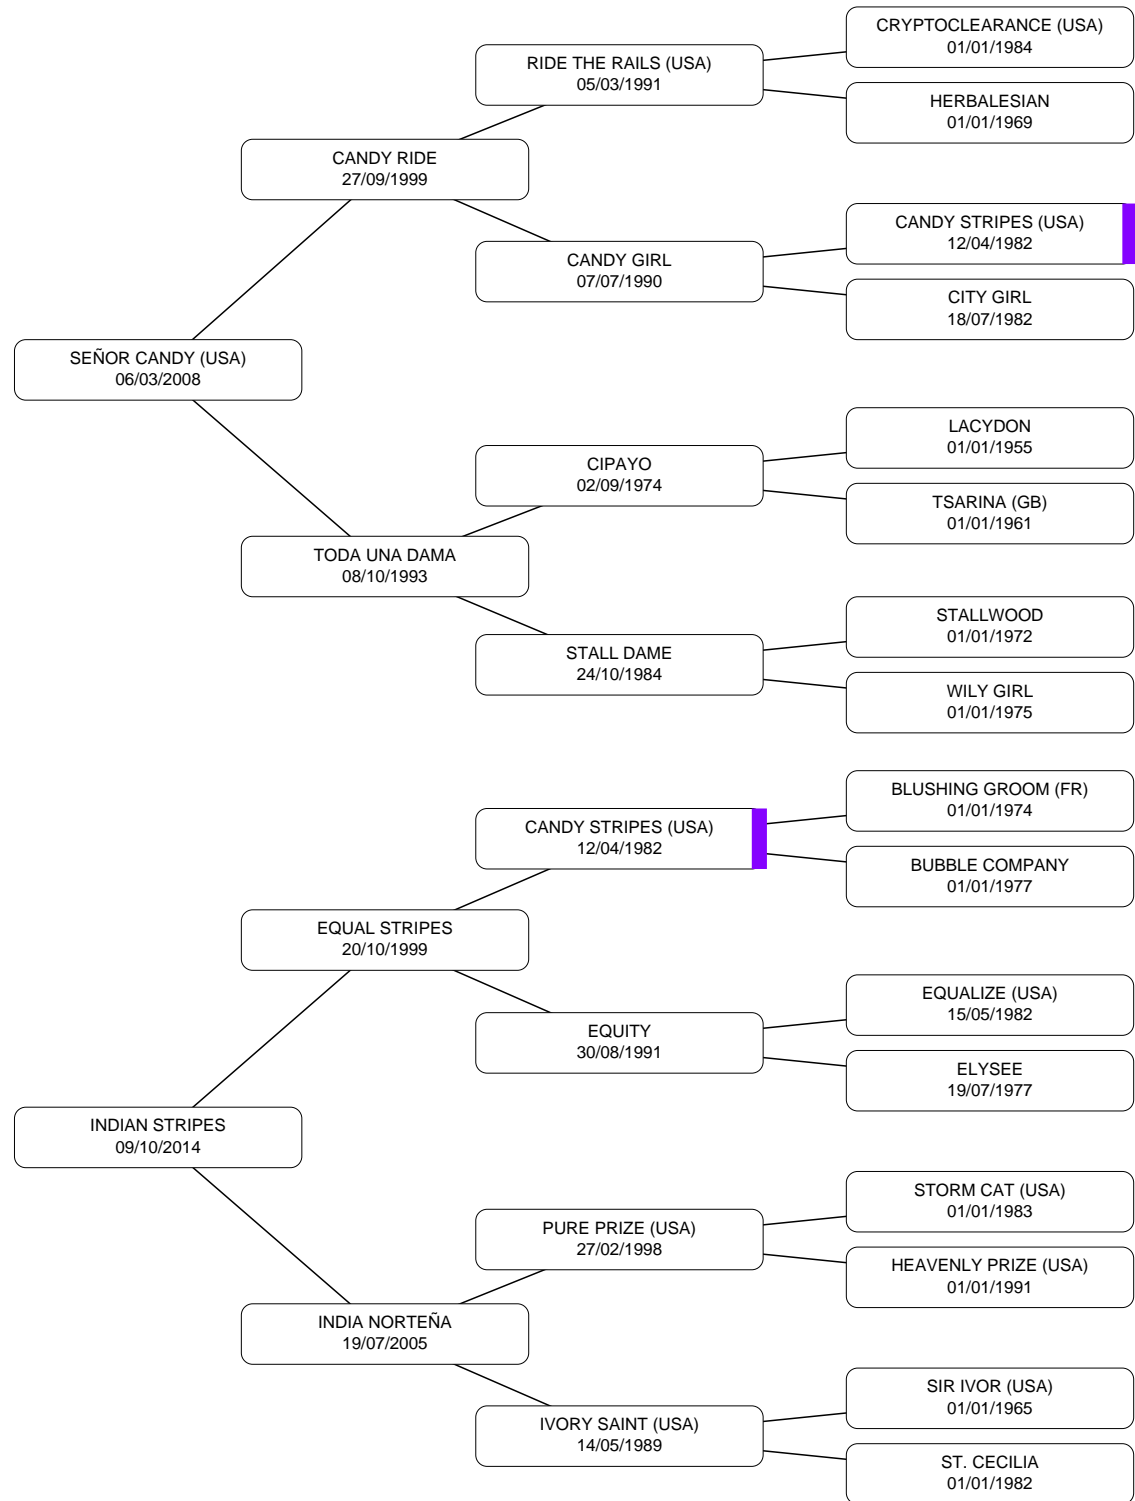 CRYPTOCLEARANCE (USA)
01/01/1984
RIDE THE RAILS (USA)
05/03/1991
HERBALESIAN
01/01/1969
CANDY RIDE
27/09/1999
CANDY STRIPES (USA)
12/04/1982
CANDY GIRL
07/07/1990
CITY GIRL
18/07/1982
SEÑOR CANDY (USA)
06/03/2008
LACYDON
01/01/1955
CIPAYO
02/09/1974
TSARINA (GB)
01/01/1961
TODA UNA DAMA
08/10/1993
STALLWOOD
01/01/1972
STALL DAME
24/10/1984
WILY GIRL
01/01/1975
BLUSHING GROOM (FR)
01/01/1974
CANDY STRIPES (USA)
12/04/1982
BUBBLE COMPANY
01/01/1977
EQUAL STRIPES
20/10/1999
EQUALIZE (USA)
15/05/1982
EQUITY
30/08/1991
ELYSEE
19/07/1977
INDIAN STRIPES
09/10/2014
STORM CAT (USA)
01/01/1983
PURE PRIZE (USA)
27/02/1998
HEAVENLY PRIZE (USA)
01/01/1991
INDIA NORTEÑA
19/07/2005
SIR IVOR (USA)
01/01/1965
IVORY SAINT (USA)
14/05/1989
ST. CECILIA
01/01/1982